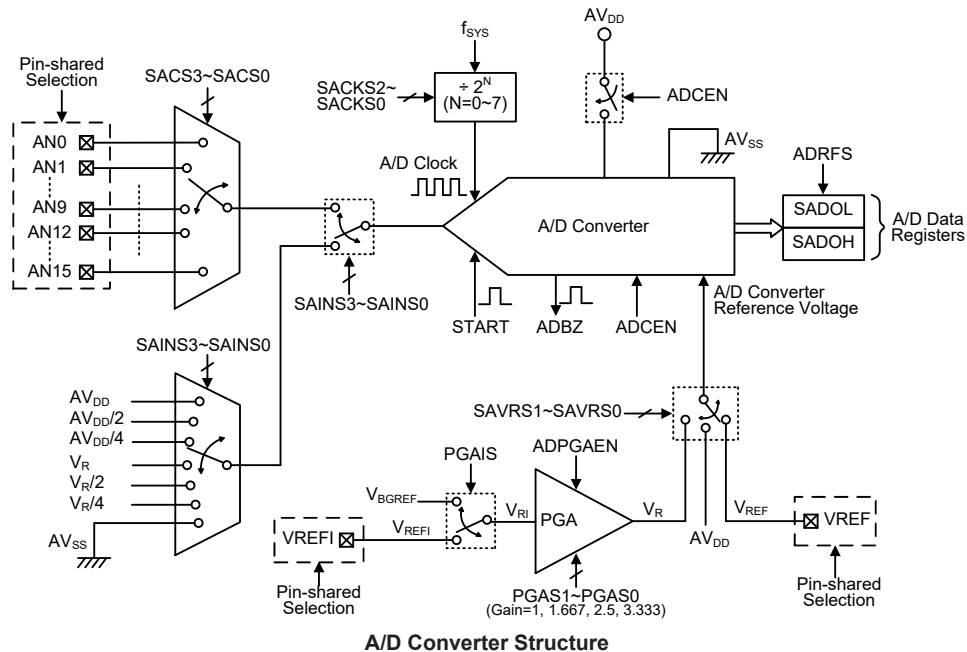 Pin-shared
Selection
SACS3~SACS0
AN0
AN1
AN9
AN12
AN15
fSYS
SACKS2~
SACKS0
÷ 2N
(N=0~7)
A/D Clock
AVDD
ADCEN
AVSS
A/D Converter
ADRFS
SADOL
SADOH
A/D Data
Registers
SAINS3~SAINS0
START
ADBZ
ADCEN
A/D Converter
Reference Voltage
SAINS3~SAINS0
AVDD
AVDD/2
AVDD/4
VR
VR/2
VR/4
AVSS
SAVRS1~SAVRS0
PGAIS
ADPGAEN
VBGREF
VREFI
VREFI
VRI
PGA
VR
AVDD
VREF
VREF
Pin-shared
Selection
PGAS1~PGAS0
(Gain=1, 1.667, 2.5, 3.333)
Pin-shared
Selection
A/D Converter Structure